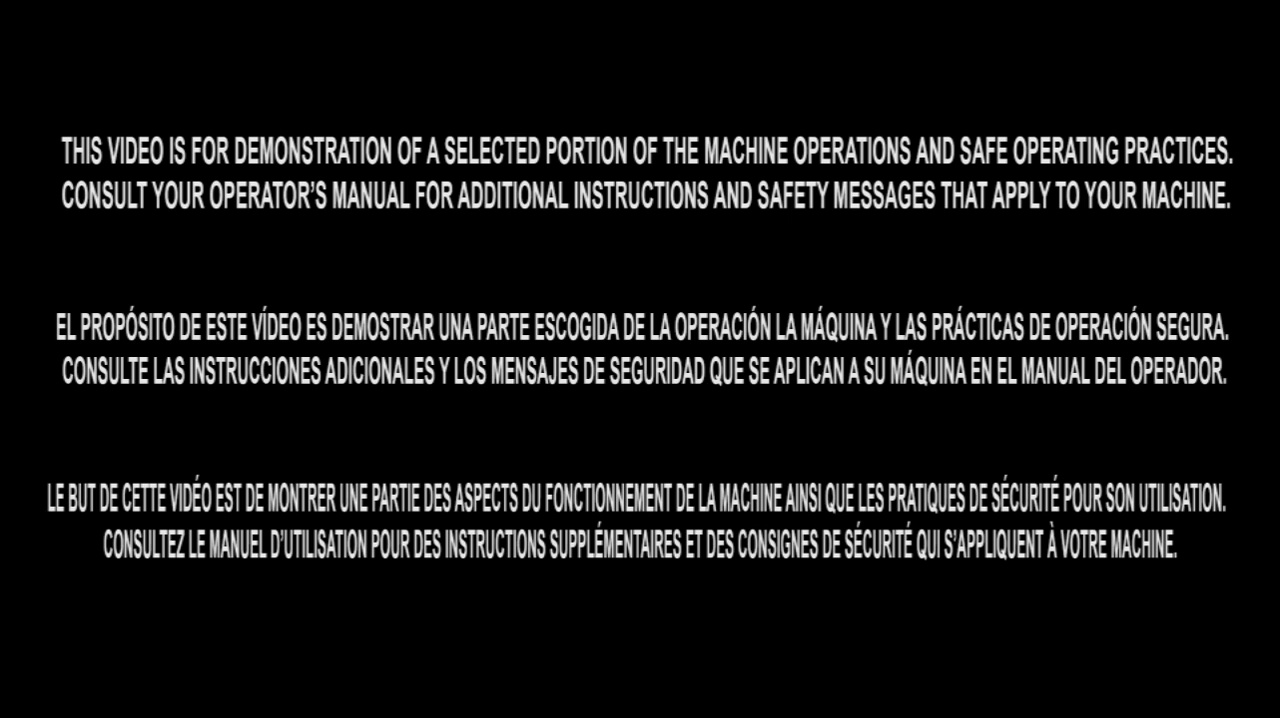 THIS VIDEO IS FOR DEMONSTRATION OF A SELECTED PORTION OF THE MACHINE OPERATIONS AND SAFE OPERATING PRACTICES.
CONSULT YOUR OPERATOR'S MANUAL FOR ADDITIONAL INSTRUCTIONS AND SAFETY MESSAGES THAT APPLY TO YOUR MACHINE.
EL PROPÓSITO DE ESTE VÍDEO ES DEMOSTRAR UNA PARTE ESCOGIDA DE LA OPERACIÓN LA MÁQUINA Y LAS PRÁCTICAS DE OPERACIÓN SEGURA.
CONSULTE LAS INSTRUCCIONES ADICIONALES Y LOS MENSAJES DE SEGURIDAD QUE SE APLICAN A SU MÁQUINA EN EL MANUAL DEL OPERADOR.
LE BUT DE CETTE VIDÉO EST DE MONTRER UNE PARTIE DES ASPECTS DU FONCTIONNEMENT DE LA MACHINE AINSI QUE LES PRATIQUES DE SÉCURITÉ POUR SON UTILISATION.
CONSULTEZ LE MANUEL D'UTILISATION POUR DES INSTRUCTIONS SUPPLÉMENTAIRES ET DES CONSIGNES DE SÉCURITÉ QUI S'APPLIQUENT À VOTRE MACHINE.